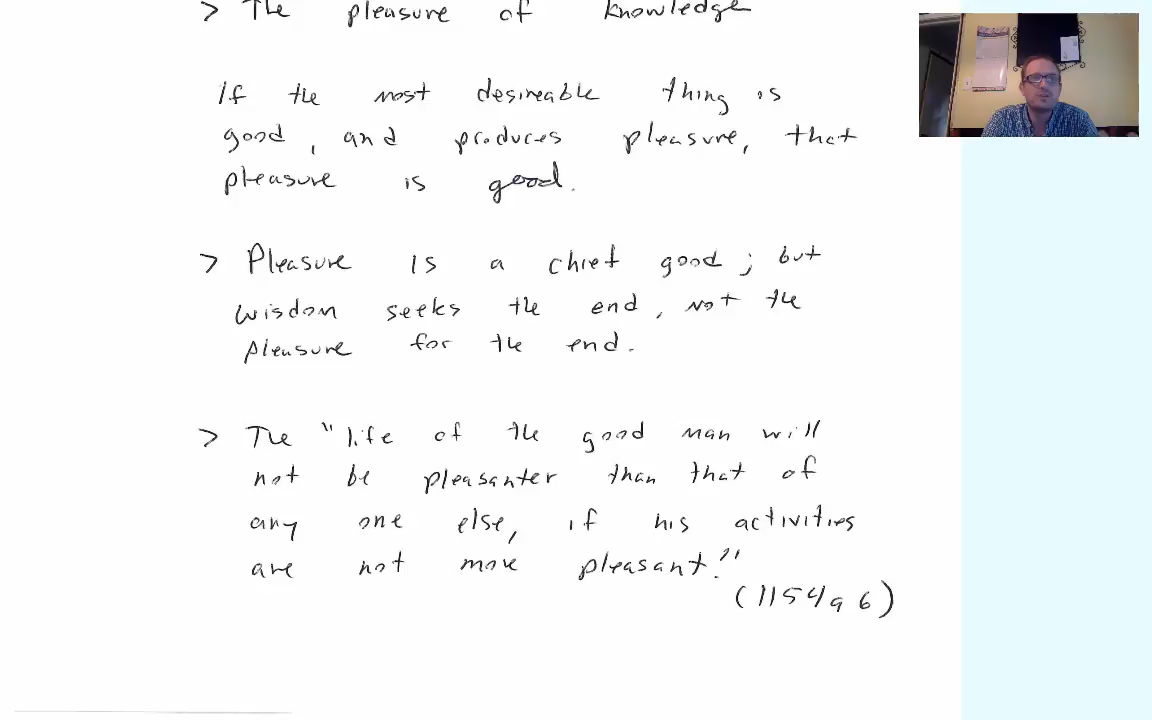 > The pleasure of knowledge
If the most desireable thing is
good, and produces pleasure, that
pleasure is good.
> Pleasure is a chief good; but
wisdom seeks the end, not the
pleasure for the end.
> The "life of the good man will
not be pleasanter than that of
any one else, if his activities
are not more pleasant."
(1154a6)